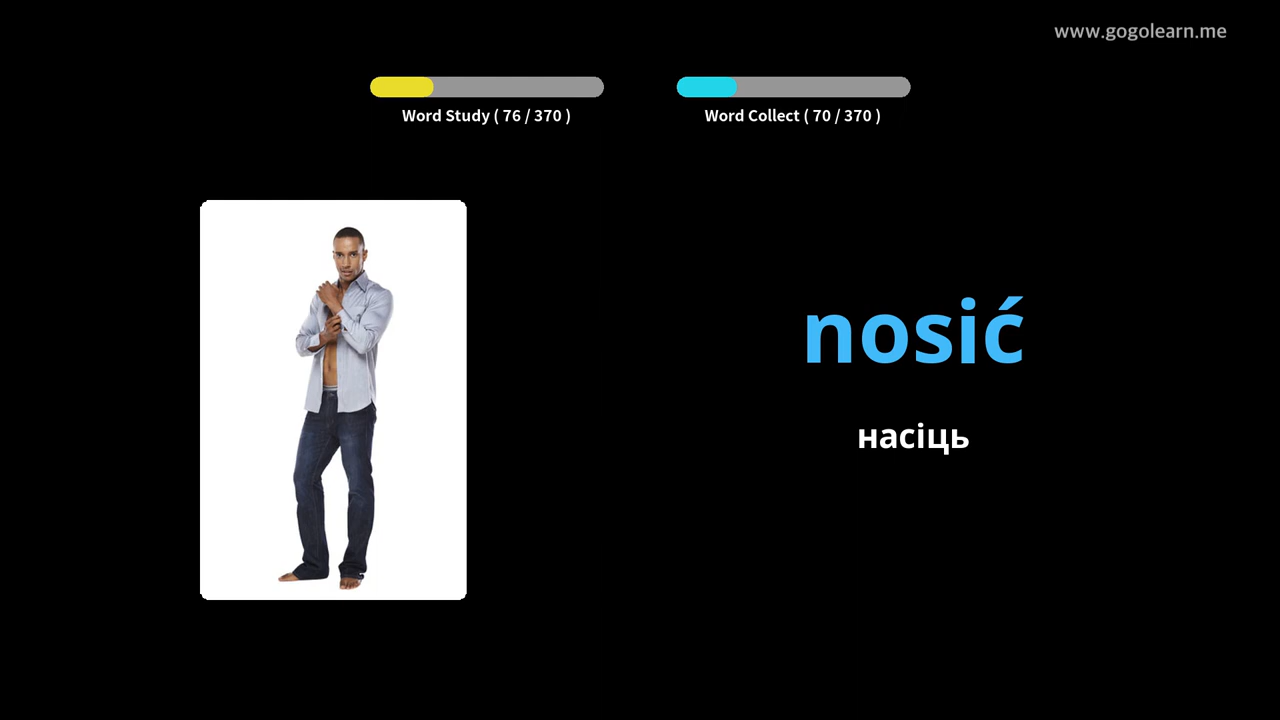 www.gogolearn.me
Word Study ( 76 / 370 )
Word Collect ( 70 / 370 )
nosić
насіць